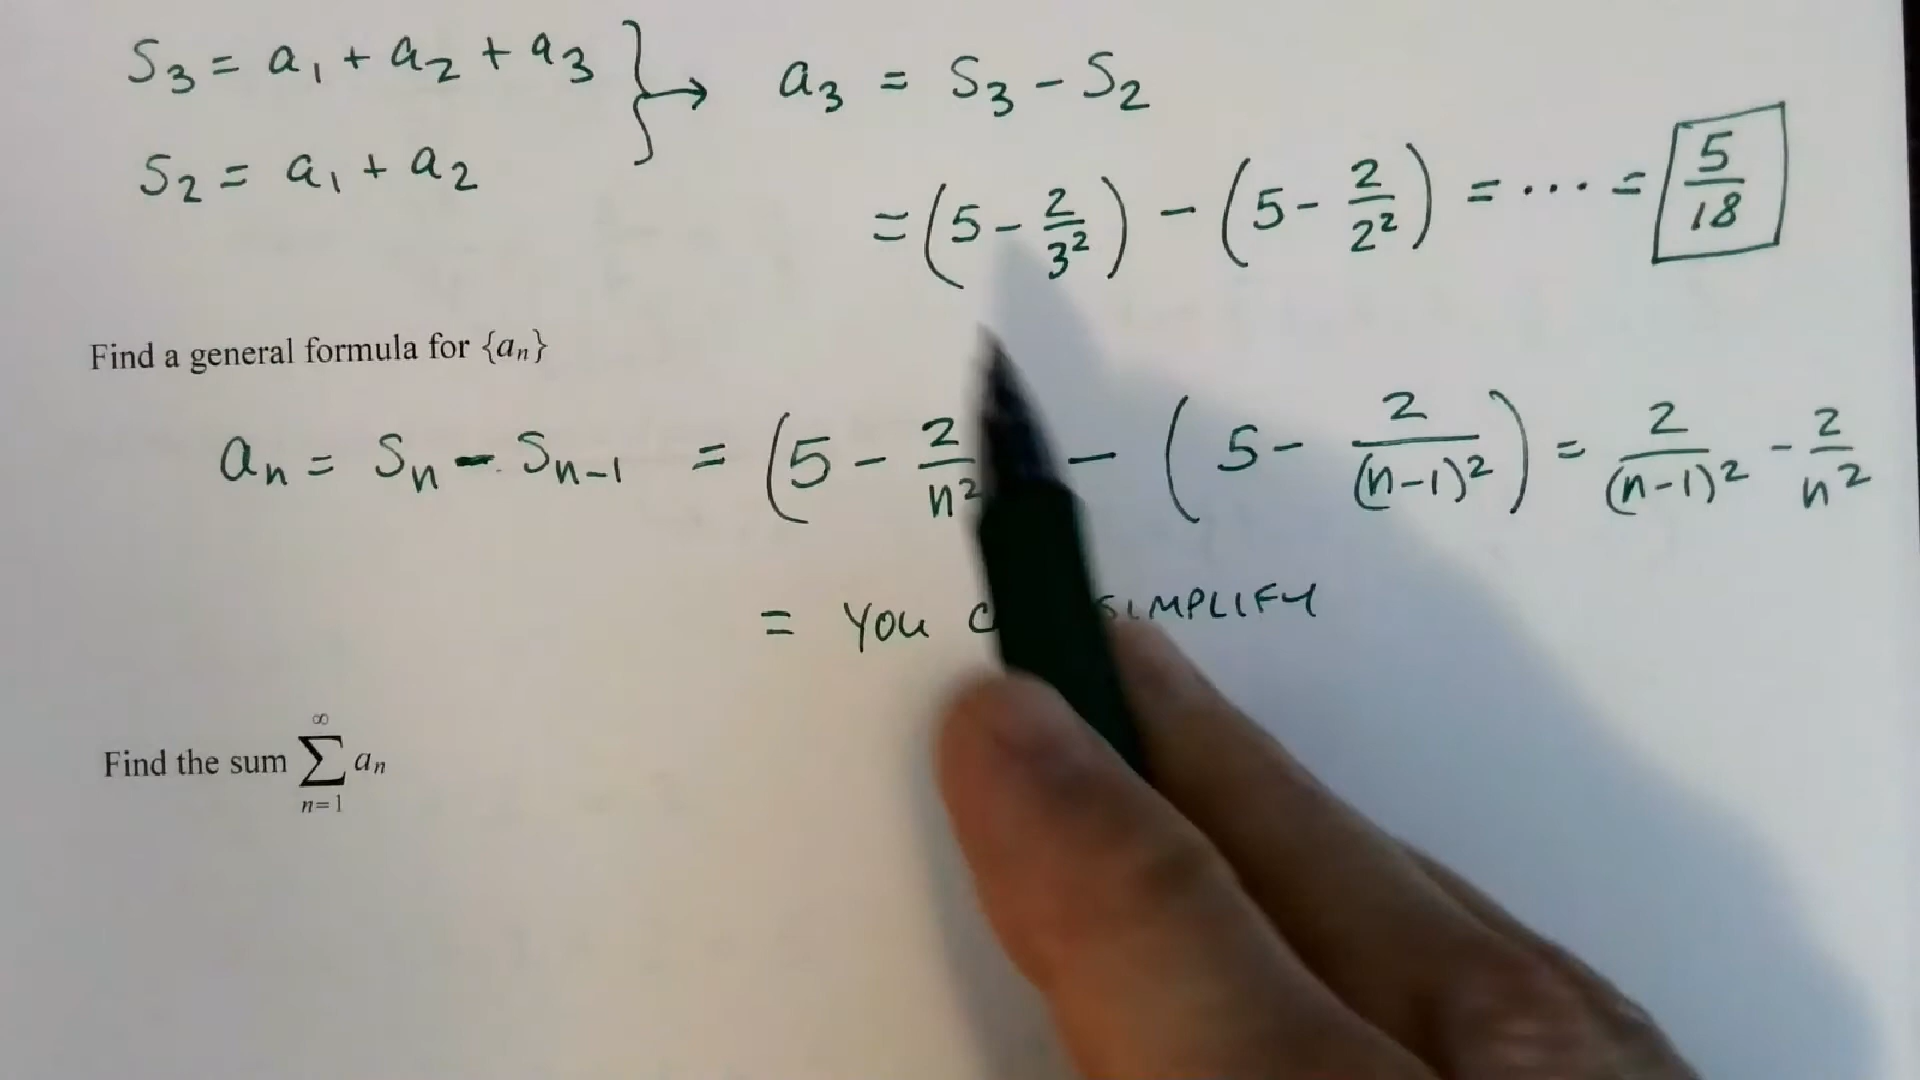 S₃ = a₁ + a₂ + a₃ } → a₃ = S₃ - S₂
S₂ = a₁ + a₂
= (5 - 2/3²) - (5 - 2/2²) = ... = 5/18
Find a general formula for {aₙ}
aₙ = Sₙ - Sₙ₋₁ = (5 - 2/n² - (5 - 2/(n-1)²) = 2/(n-1)² - 2/n²
= YOU SIMPLIFY
Find the sum ∑ₙ₌₁^∞ aₙ